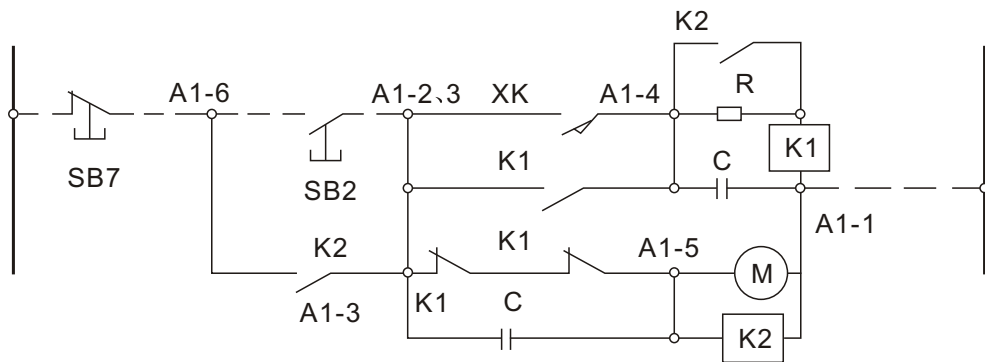 K2
A1-6
A1-2、3
XK
A1-4
R
K1
SB7
SB2
K1
C
A1-1
K2
K1
A1-5
M
A1-3
K1
C
K2